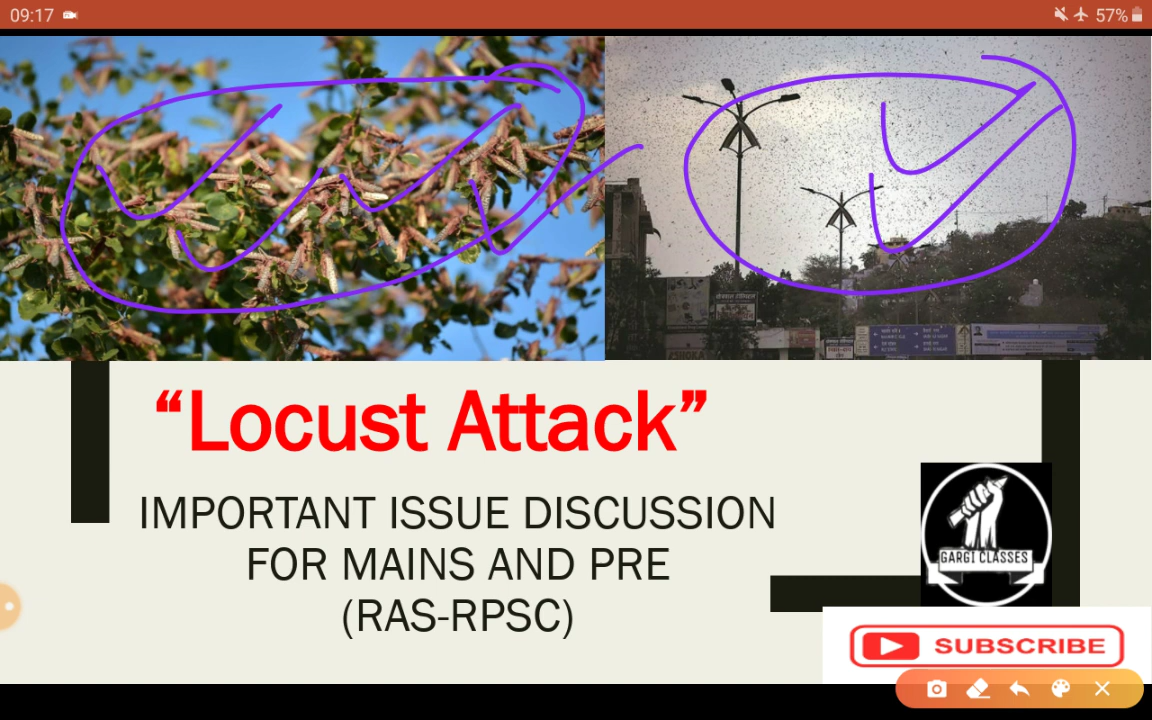 09:17
57%
“Locust Attack”
IMPORTANT ISSUE DISCUSSION
FOR MAINS AND PRE
(RAS-RPSC)
GARGI CLASSES
SUBSCRIBE